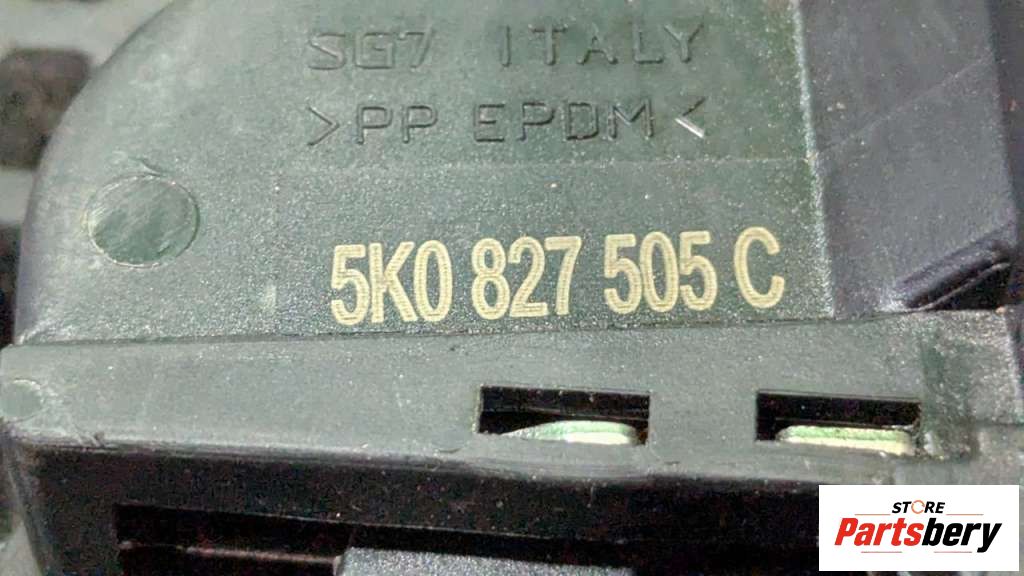 SG7 ITALY
>PP EPDM<
5K0 827 505 C
STORE
Partsbery